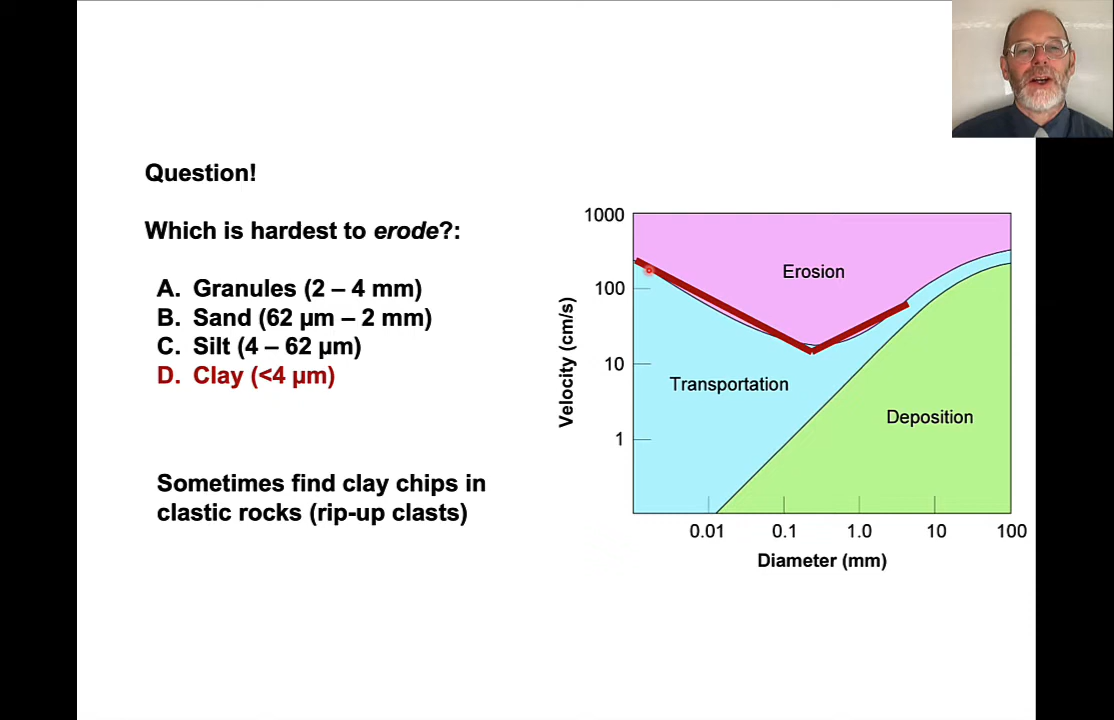 Question!
Which is hardest to erode?:
A. Granules (2 – 4 mm)
B. Sand (62 µm – 2 mm)
C. Silt (4 – 62 µm)
D. Clay (<4 µm)
Sometimes find clay chips in
clastic rocks (rip-up clasts)
1000
100
10
1
Velocity (cm/s)
Erosion
Transportation
Deposition
0.01 0.1 1.0 10 100
Diameter (mm)